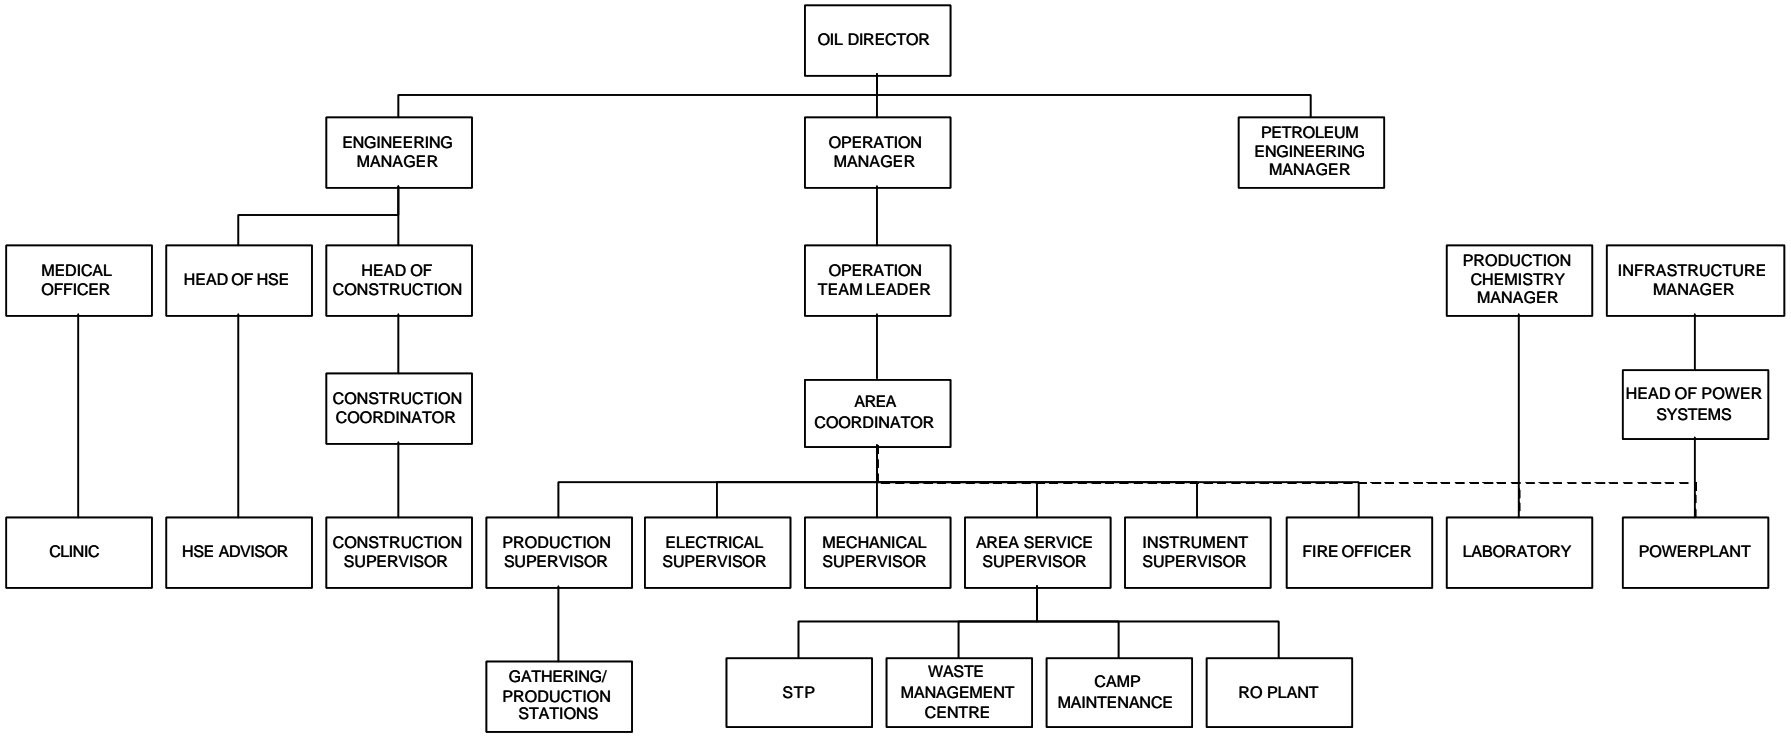 OIL DIRECTOR
ENGINEERING
MANAGER
OPERATION
MANAGER
PETROLEUM
ENGINEERING
MANAGER
MEDICAL
OFFICER
HEAD OF HSE
HEAD OF
CONSTRUCTION
OPERATION
TEAM LEADER
PRODUCTION
CHEMISTRY
MANAGER
INFRASTRUCTURE
MANAGER
CONSTRUCTION
COORDINATOR
AREA
COORDINATOR
HEAD OF POWER
SYSTEMS
CLINIC
HSE ADVISOR
CONSTRUCTION
SUPERVISOR
PRODUCTION
SUPERVISOR
ELECTRICAL
SUPERVISOR
MECHANICAL
SUPERVISOR
AREA SERVICE
SUPERVISOR
INSTRUMENT
SUPERVISOR
FIRE OFFICER
LABORATORY
POWERPLANT
GATHERING/
PRODUCTION
STATIONS
STP
WASTE
MANAGEMENT
CENTRE
CAMP
MAINTENANCE
RO PLANT